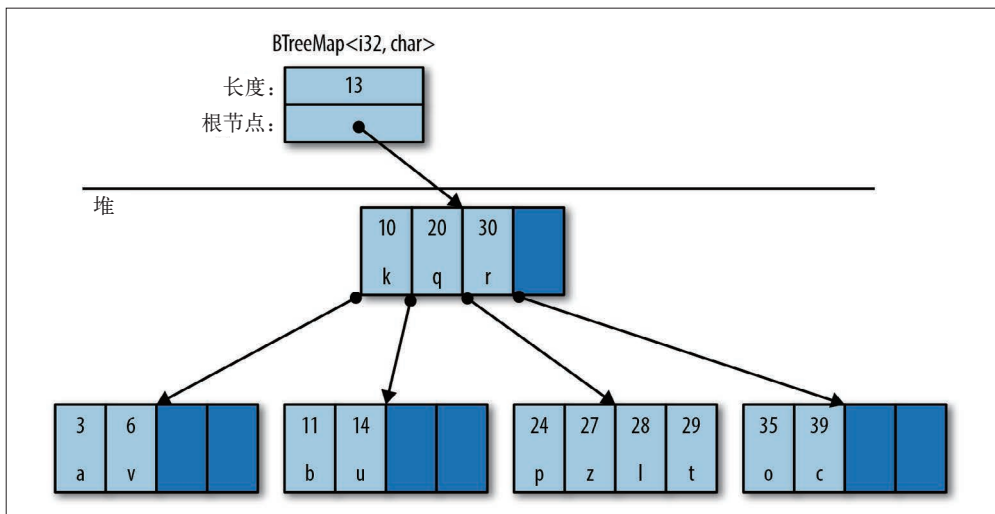 BTreeMap<i32, char>
长度： 13
根节点：
堆
10 20 30
k q r
3 6 11 14 24 27 28 29 35 39
a v b u p z l t o c